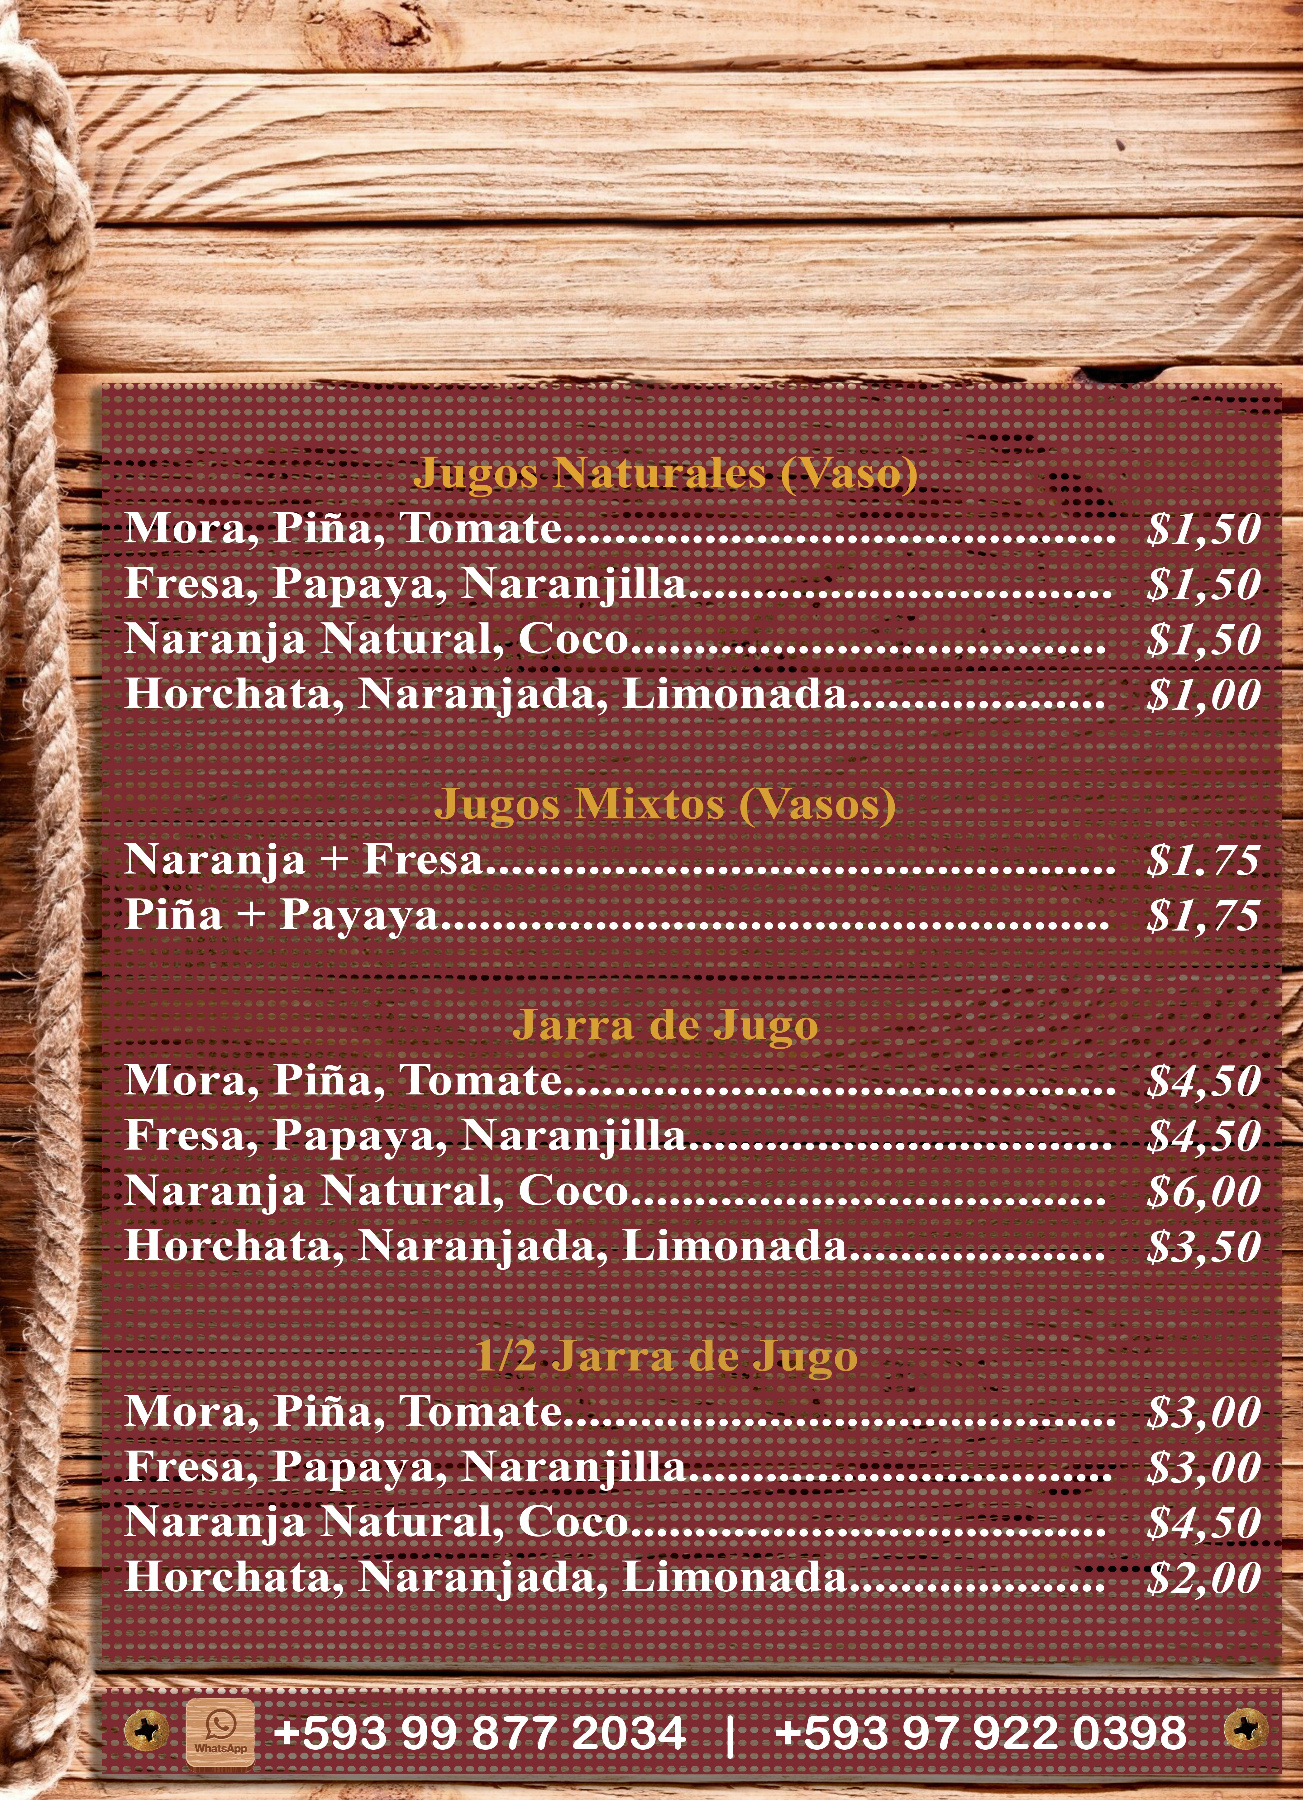 Jugos Naturales (Vaso)
Mora, Piña, Tomate........................................... $1,50
Fresa, Papaya, Naranjilla................................. $1,50
Naranja Natural, Coco..................................... $1,50
Horchata, Naranjada, Limonada.................... $1,00
Jugos Mixtos (Vasos)
Naranja + Fresa................................................. $1.75
Piña + Payaya.................................................... $1,75
Jarra de Jugo
Mora, Piña, Tomate........................................... $4,50
Fresa, Papaya, Naranjilla................................. $4,50
Naranja Natural, Coco..................................... $6,00
Horchata, Naranjada, Limonada.................... $3,50
1/2 Jarra de Jugo
Mora, Piña, Tomate........................................... $3,00
Fresa, Papaya, Naranjilla................................. $3,00
Naranja Natural, Coco..................................... $4,50
Horchata, Naranjada, Limonada.................... $2,00
WhatsApp +593 99 877 2034 | +593 97 922 0398